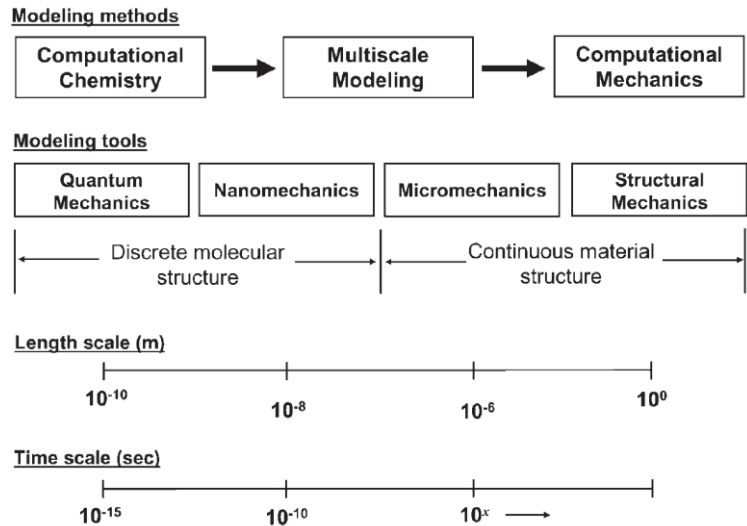 Modeling methods
Computational Chemistry
Multiscale Modeling
Computational Mechanics
Modeling tools
Quantum Mechanics
Nanomechanics
Micromechanics
Structural Mechanics
Discrete molecular structure
Continuous material structure
Length scale (m)
10⁻¹⁰
10⁻⁸
10⁻⁶
10⁰
Time scale (sec)
10⁻¹⁵
10⁻¹⁰
10ˣ